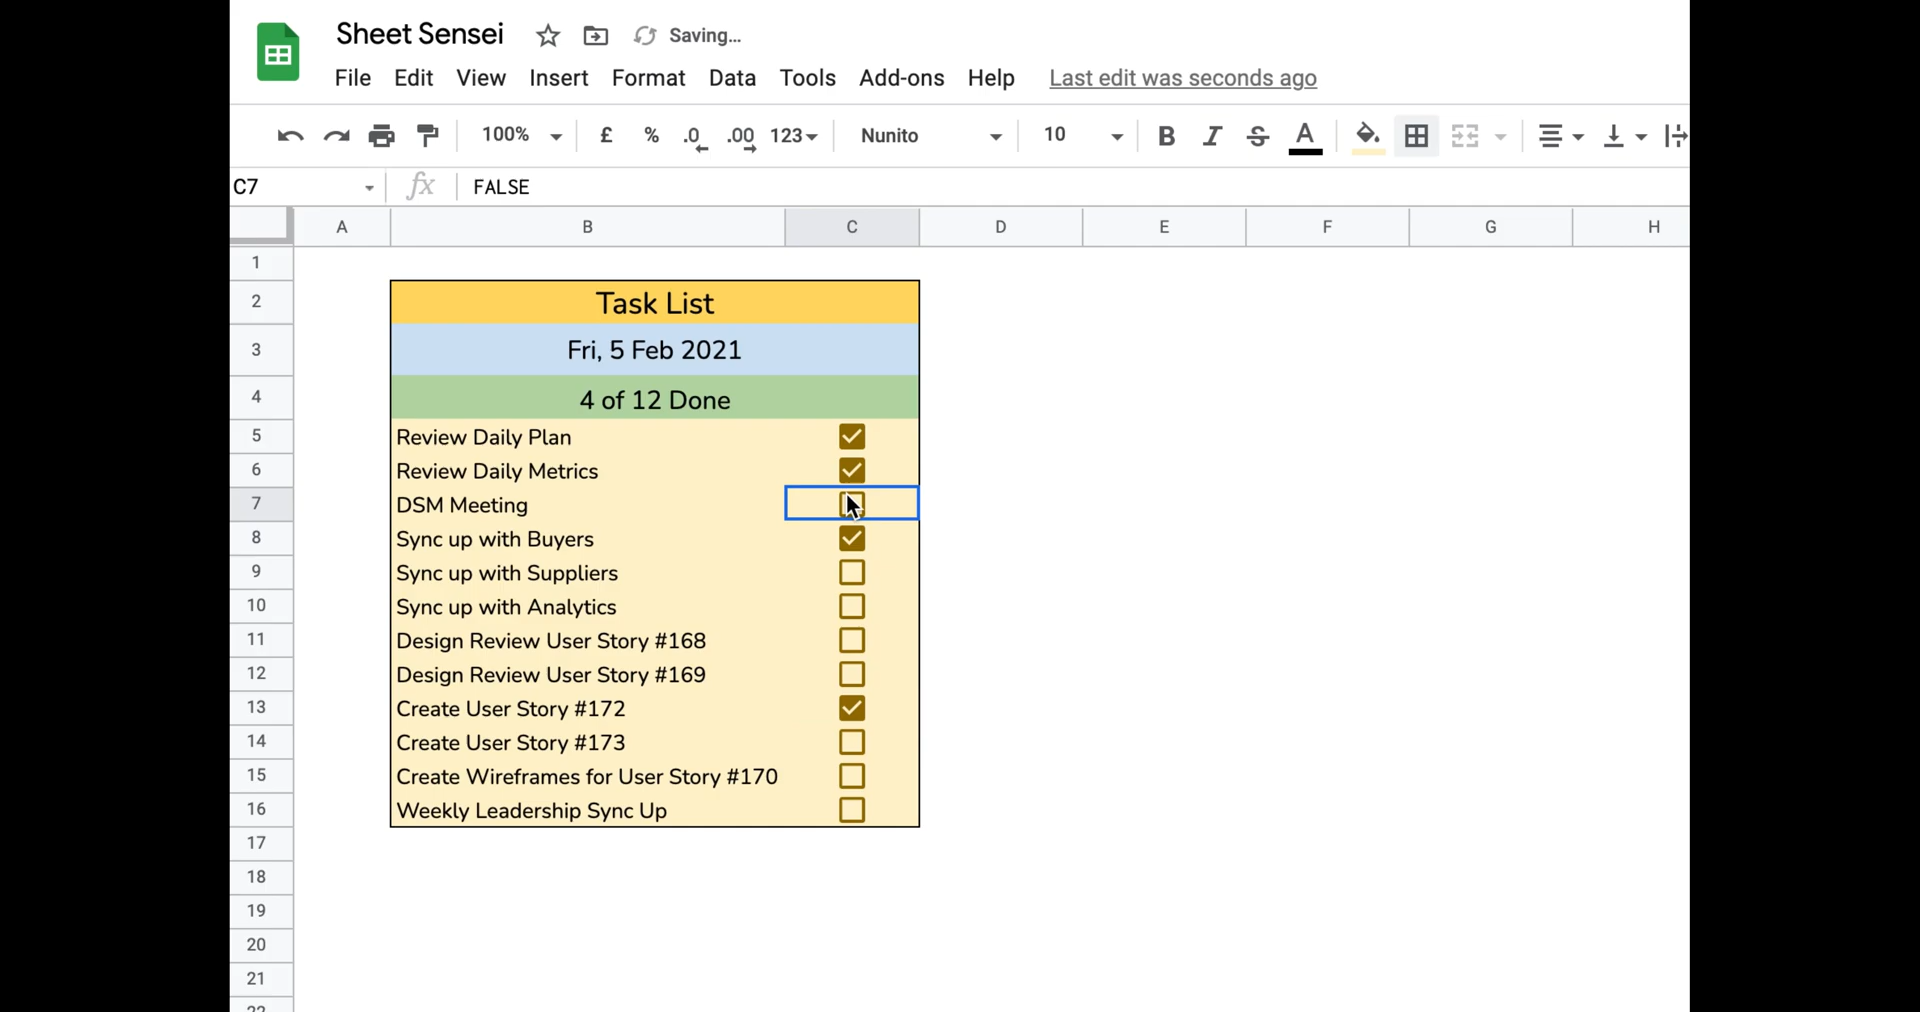 Sheet Sensei Saving...
File Edit View Insert Format Data Tools Add-ons Help Last edit was seconds ago
100% £ % .0 .00 123 Nunito 10 B I S A
C7 fx FALSE
A B C D E F G H
1
2 Task List
3 Fri, 5 Feb 2021
4 4 of 12 Done
5 Review Daily Plan
6 Review Daily Metrics
7 DSM Meeting
8 Sync up with Buyers
9 Sync up with Suppliers
10 Sync up with Analytics
11 Design Review User Story #168
12 Design Review User Story #169
13 Create User Story #172
14 Create User Story #173
15 Create Wireframes for User Story #170
16 Weekly Leadership Sync Up
17
18
19
20
21
22